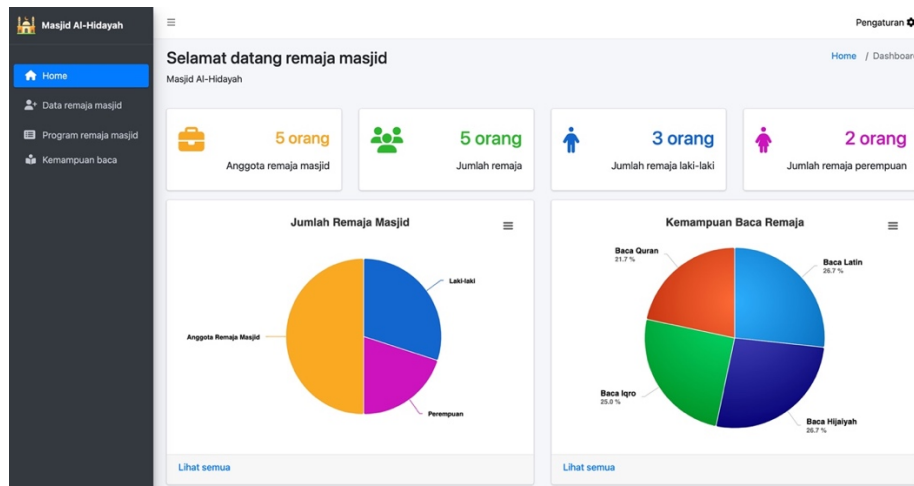 Masjid Al-Hidayah
Pengaturan
Home
Data remaja masjid
Program remaja masjid
Kemampuan baca
Selamat datang remaja masjid
Masjid Al-Hidayah
Home / Dashboar
5 orang
Anggota remaja masjid
5 orang
Jumlah remaja
3 orang
Jumlah remaja laki-laki
2 orang
Jumlah remaja perempuan
Jumlah Remaja Masjid
Laki-laki
Anggota Remaja Masjid
Perempuan
Lihat semua
Kemampuan Baca Remaja
Baca Quran
21.7 %
Baca Latin
26.7 %
Baca Iqro
25.0 %
Baca Hijaiyah
26.7 %
Lihat semua